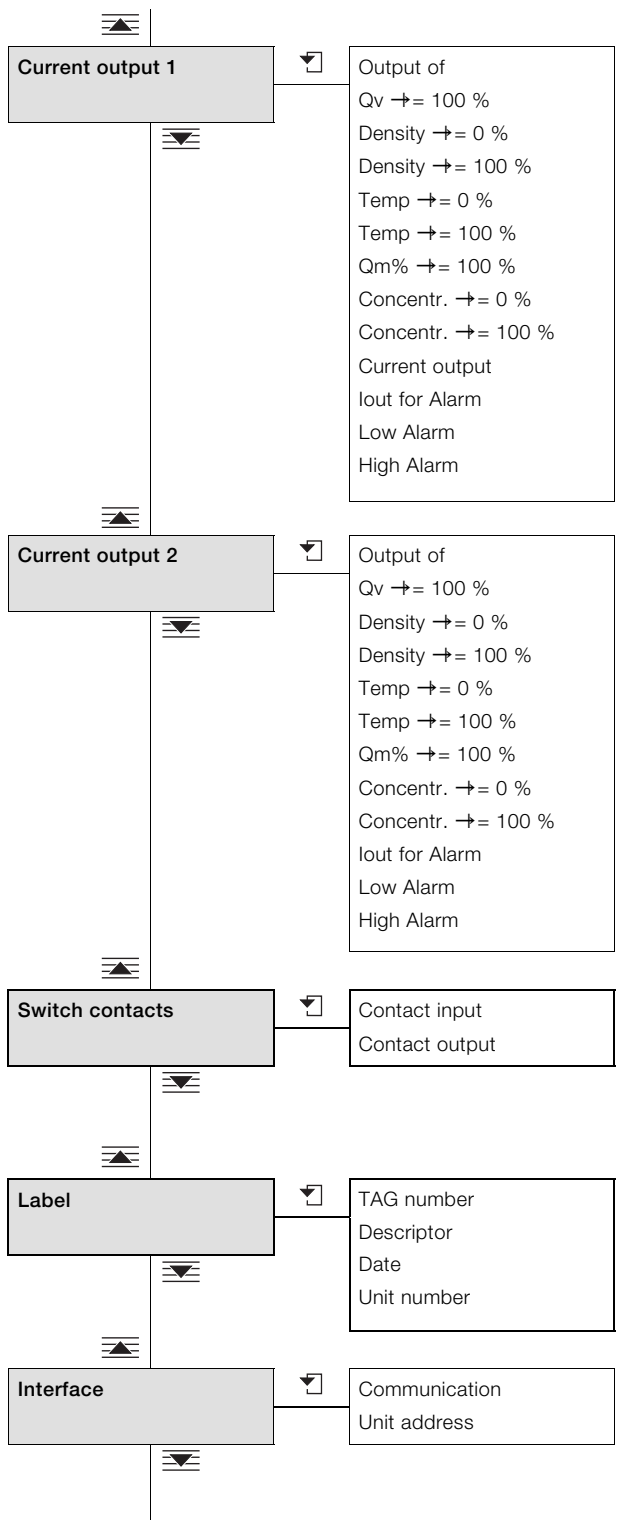 Current output 1
Output of
Qv →= 100 %
Density →= 0 %
Density →= 100 %
Temp →= 0 %
Temp →= 100 %
Qm% →= 100 %
Concentr. →= 0 %
Concentr. →= 100 %
Current output
Iout for Alarm
Low Alarm
High Alarm
Current output 2
Output of
Qv →= 100 %
Density →= 0 %
Density →= 100 %
Temp →= 0 %
Temp →= 100 %
Qm% →= 100 %
Concentr. →= 0 %
Concentr. →= 100 %
Iout for Alarm
Low Alarm
High Alarm
Switch contacts
Contact input
Contact output
Label
TAG number
Descriptor
Date
Unit number
Interface
Communication
Unit address